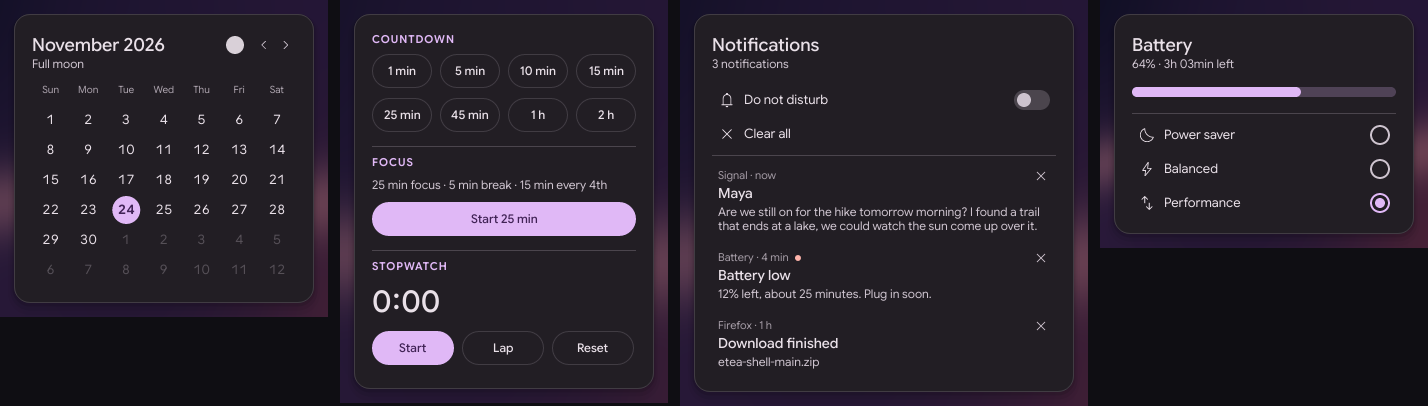 November 2026
Full moon
Sun Mon Tue Wed Thu Fri Sat
1 2 3 4 5 6 7
8 9 10 11 12 13 14
15 16 17 18 19 20 21
22 23 24 25 26 27 28
29 30 1 2 3 4 5
6 7 8 9 10 11 12
COUNTDOWN
1 min 5 min 10 min 15 min
25 min 45 min 1 h 2 h
FOCUS
25 min focus · 5 min break · 15 min every 4th
Start 25 min
STOPWATCH
0:00
Start Lap Reset
Notifications
3 notifications
Do not disturb
Clear all
Signal · now
Maya
Are we still on for the hike tomorrow morning? I found a trail
that ends at a lake, we could watch the sun come up over it.
Battery · 4 min
Battery low
12% left, about 25 minutes. Plug in soon.
Firefox · 1 h
Download finished
etea-shell-main.zip
Battery
64% · 3h 03min left
Power saver
Balanced
Performance